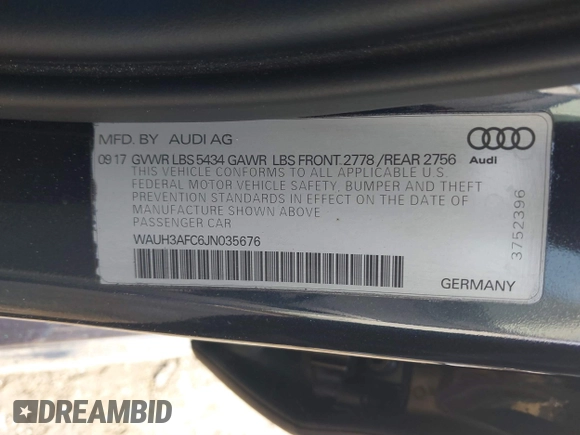 MFD. BY AUDI AG
09 17 GVWR LBS 5434 GAWR LBS FRONT 2778 /REAR 2756
THIS VEHICLE CONFORMS TO ALL APPLICABLE U.S
FEDERAL MOTOR VEHICLE SAFETY, BUMPER AND THEFT
PREVENTION STANDARDS IN EFFECT ON THE DATE OF
MANUFACTURE SHOWN ABOVE
PASSENGER CAR
WAUH3AFC6JN035676
Audi
3752396
GERMANY
DREAMBID